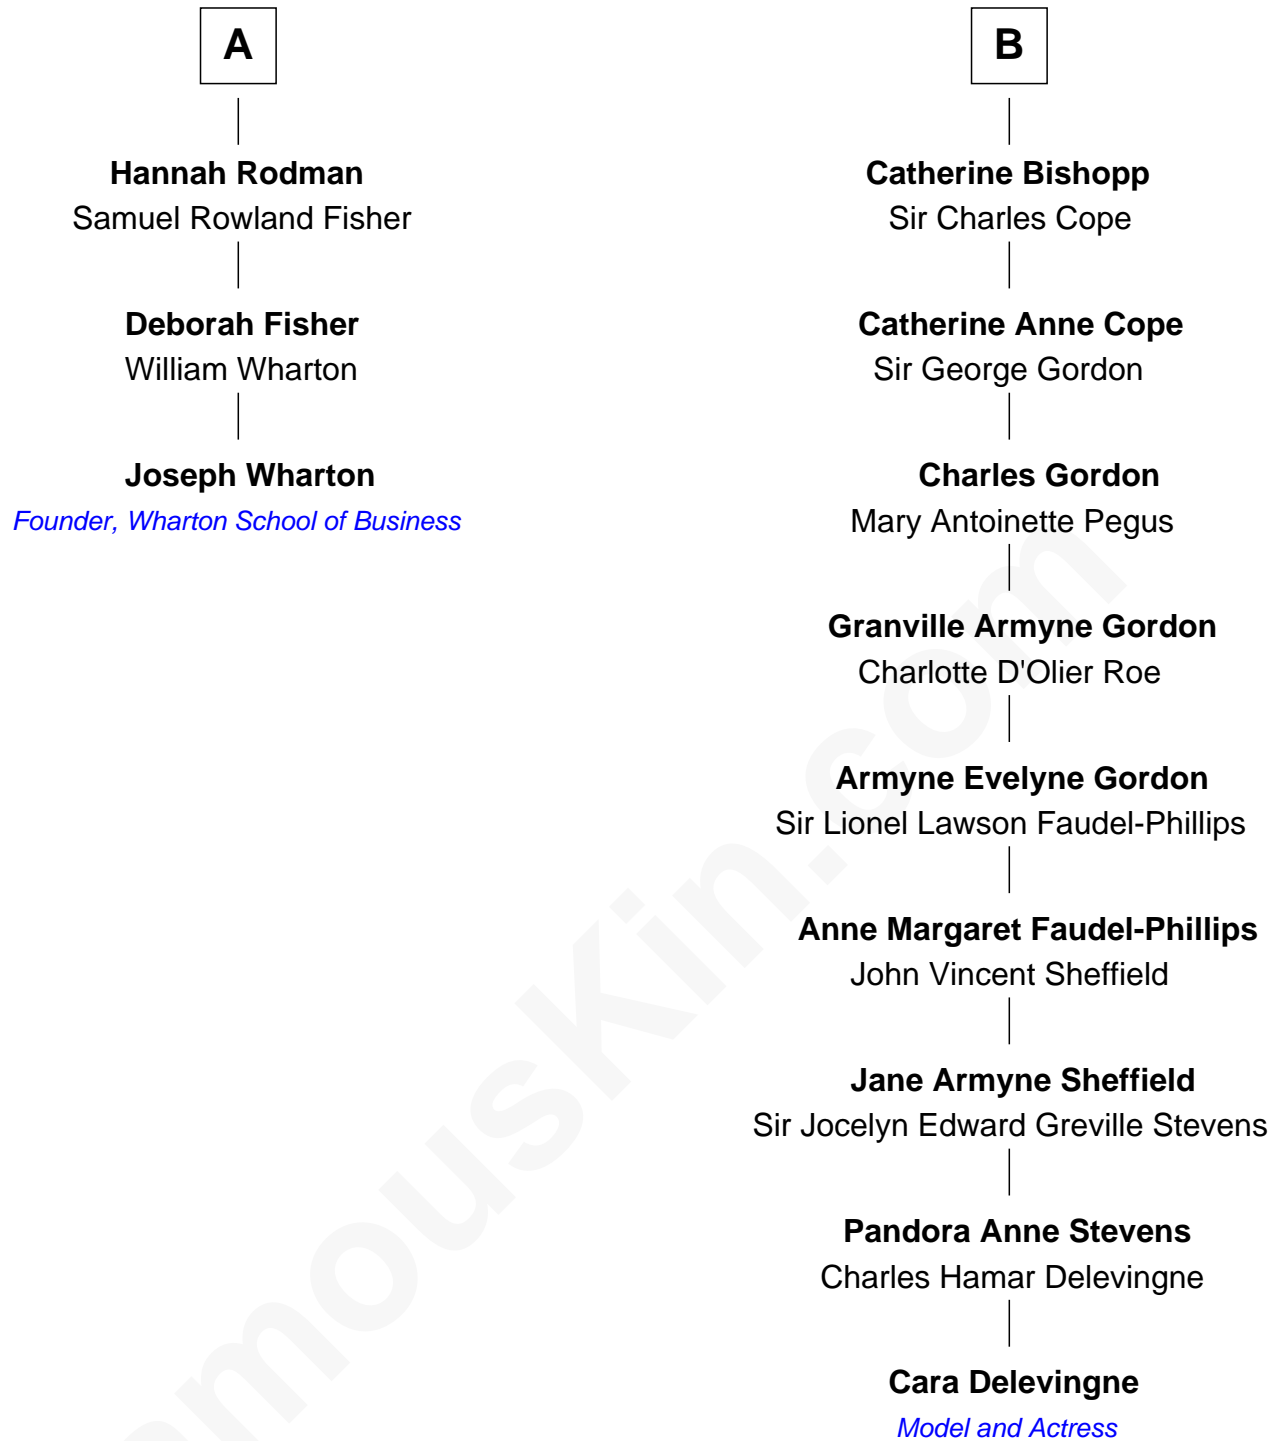 A
Hannah Rodman
Samuel Rowland Fisher
Deborah Fisher
William Wharton
Joseph Wharton
Founder, Wharton School of Business
B
Catherine Bishopp
Sir Charles Cope
Catherine Anne Cope
Sir George Gordon
Charles Gordon
Mary Antoinette Pegus
Granville Armyne Gordon
Charlotte D'Olier Roe
Armyne Evelyne Gordon
Sir Lionel Lawson Faudel-Phillips
Anne Margaret Faudel-Phillips
John Vincent Sheffield
Jane Armyne Sheffield
Sir Jocelyn Edward Greville Stevens
Pandora Anne Stevens
Charles Hamar Delevingne
Cara Delevingne
Model and Actress
mousKin.com